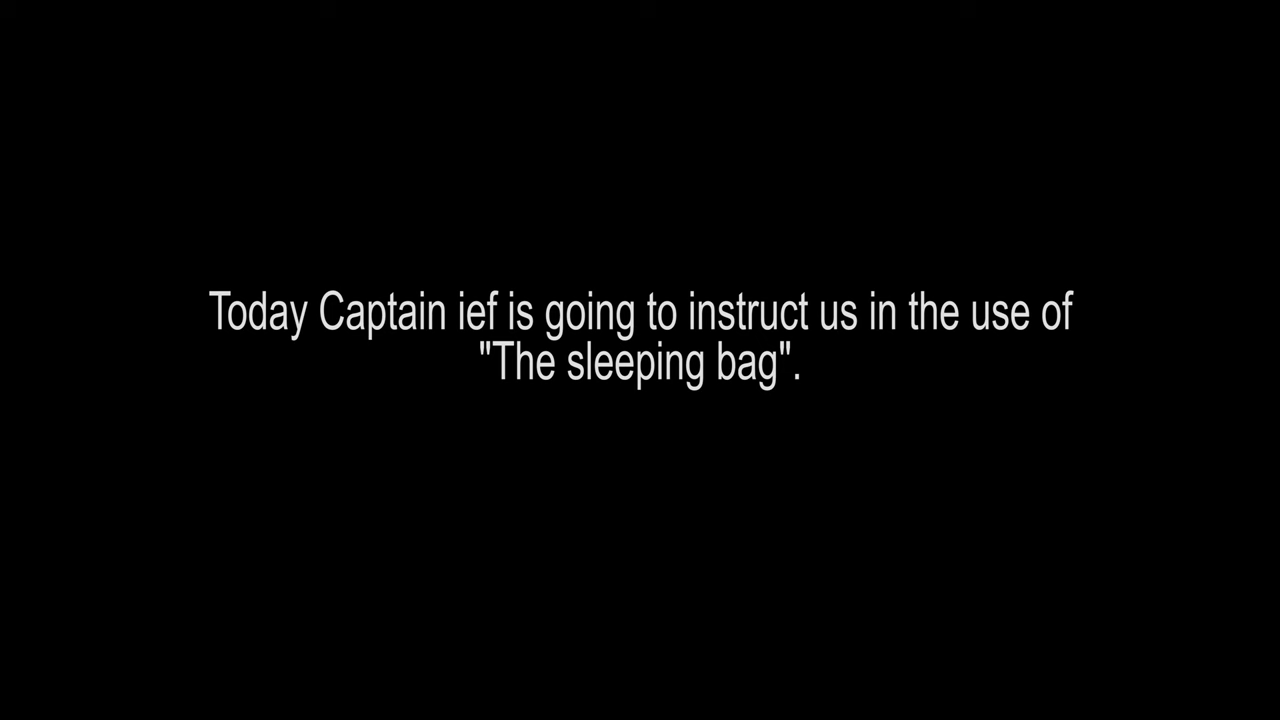 Today Captain ief is going to instruct us in the use of
"The sleeping bag".